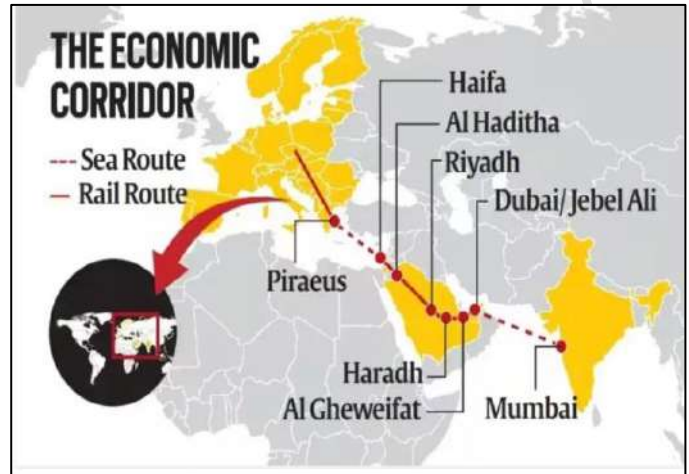 THE ECONOMIC
CORRIDOR
Sea Route
Rail Route
Haifa
Al Haditha
Riyadh
Dubai/Jebel Ali
Piraeus
Haradh
Al Gheweifat
Mumbai